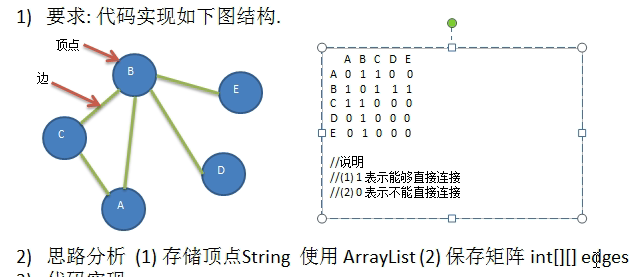 1) 要求: 代码实现如下图结构.
顶点
边
B
E
C
D
A
A B C D E
A 0 1 1 0 0
B 1 0 1 1 1
C 1 1 0 0 0
D 0 1 0 0 0
E 0 1 0 0 0
//说明
//(1) 1 表示能够直接连接
//(2) 0 表示不能直接连接
2) 思路分析 (1) 存储顶点String 使用 ArrayList (2) 保存矩阵 int[][] edges